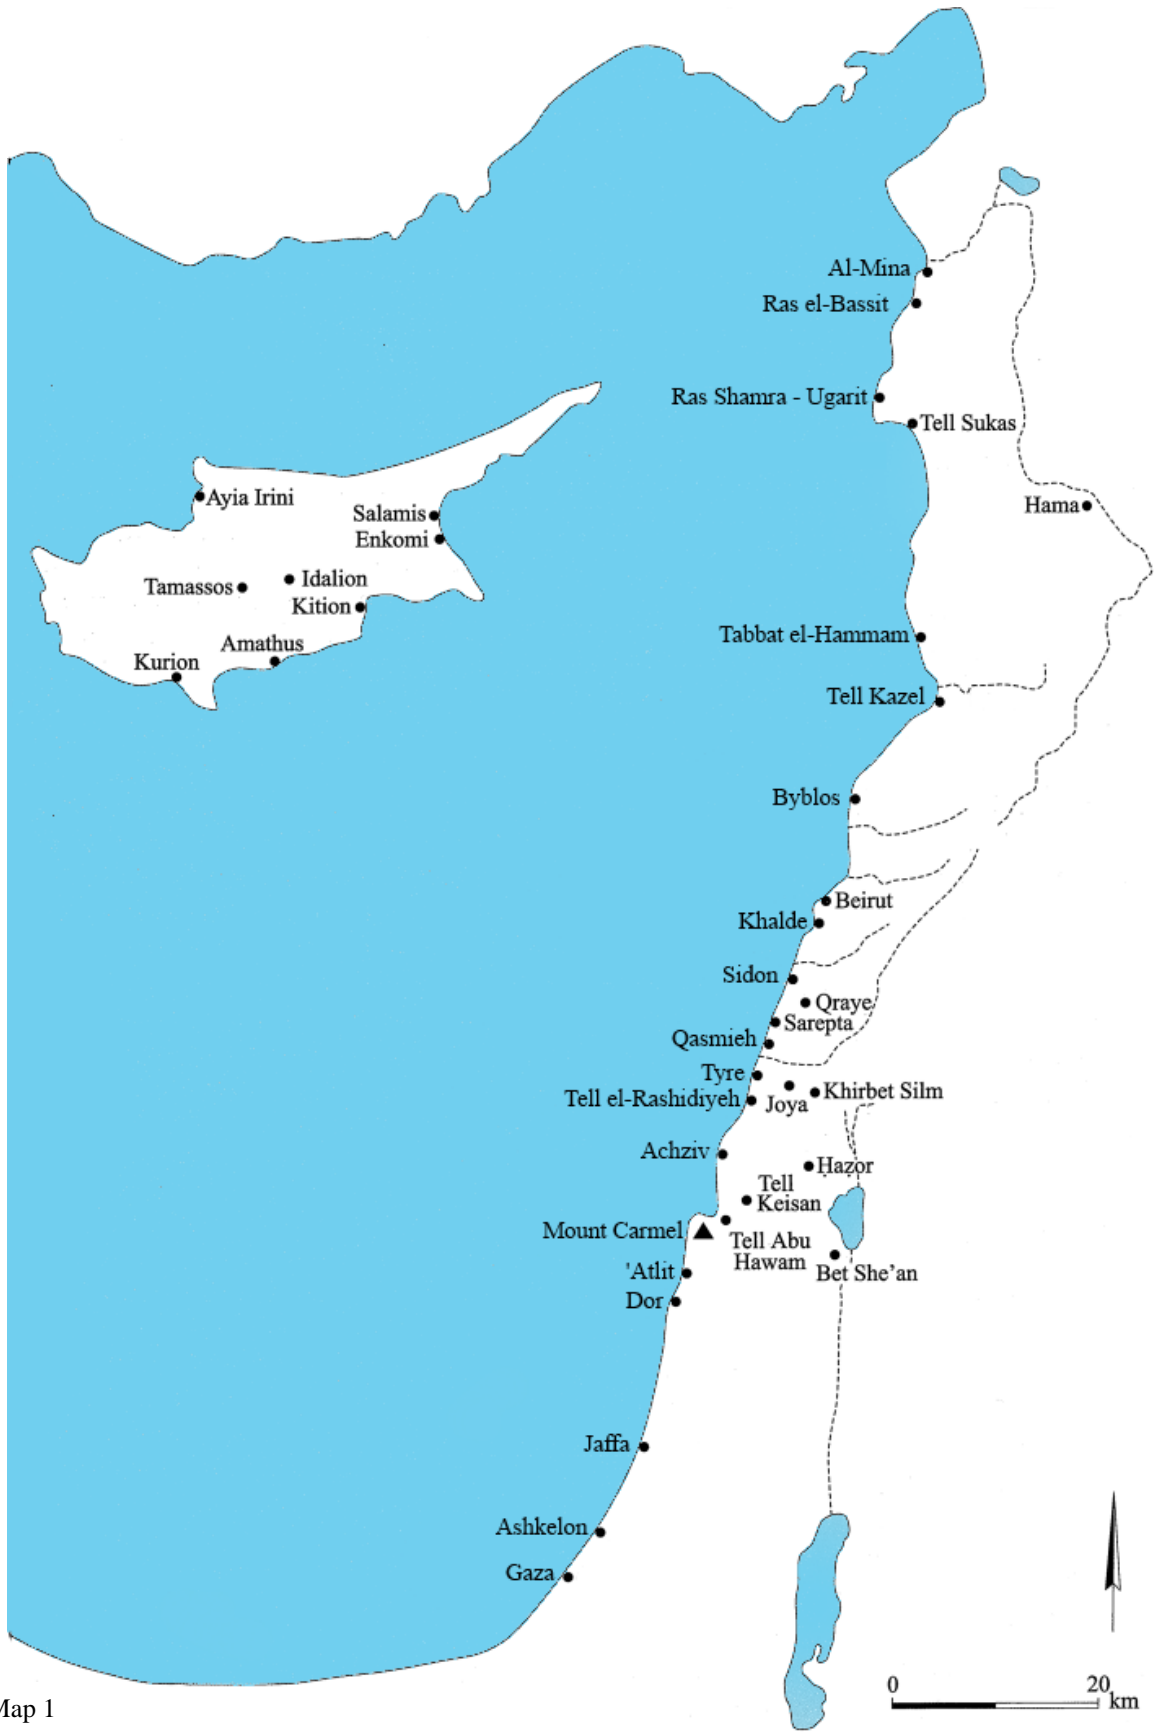 Al-Mina
Ras el-Bassit
Ras Shamra - Ugarit
Tell Sukas
Ayia Irini
Hama
Salamis
Enkomi
Idalion
Tamassos
Kition
Tabbat el-Hammam
Amathus
Kurion
Tell Kazel
Byblos
Beirut
Khalde
Sidon
Qraye
Sarepta
Qasmieh
Tyre
Khirbet Silm
Tell el-Rashidiyeh
Joya
Achziv
Hazor
Tell
Keisan
Mount Carmel
Tell Abu
Hawam
'Atlit
Bet She’an
Dor
Jaffa
Ashkelon
Gaza
0 20
km
Map 1